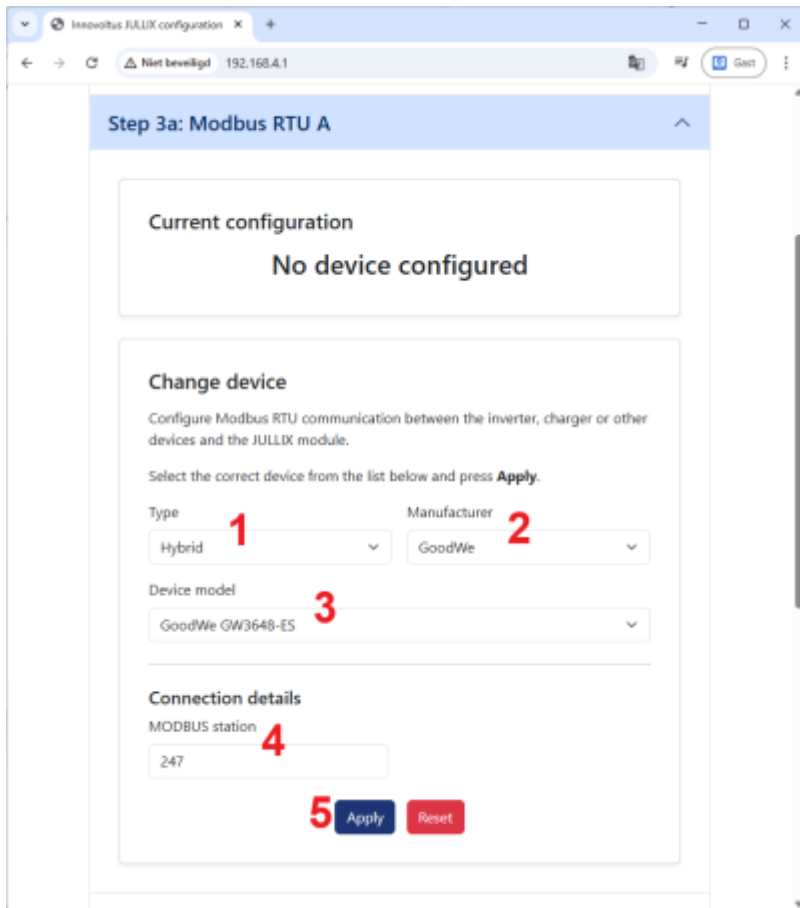 Innovoltus JULLIX configuration
Niet beveiligd 192.168.4.1
Gast
Step 3a: Modbus RTU A
Current configuration
No device configured
Change device
Configure Modbus RTU communication between the inverter, charger or other
devices and the JULLIX module.
Select the correct device from the list below and press Apply.
Type 1 Manufacturer 2
Hybrid GoodWe
Device model 3
GoodWe GW3648-ES
Connection details
MODBUS station 4
247
5 Apply Reset